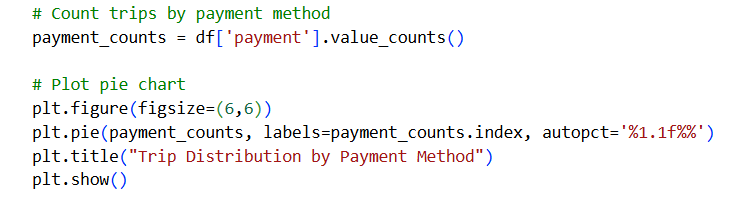 # Count trips by payment method
payment_counts = df['payment'].value_counts()
# Plot pie chart
plt.figure(figsize=(6,6))
plt.pie(payment_counts, labels=payment_counts.index, autopct='%1.1f%%')
plt.title("Trip Distribution by Payment Method")
plt.show()